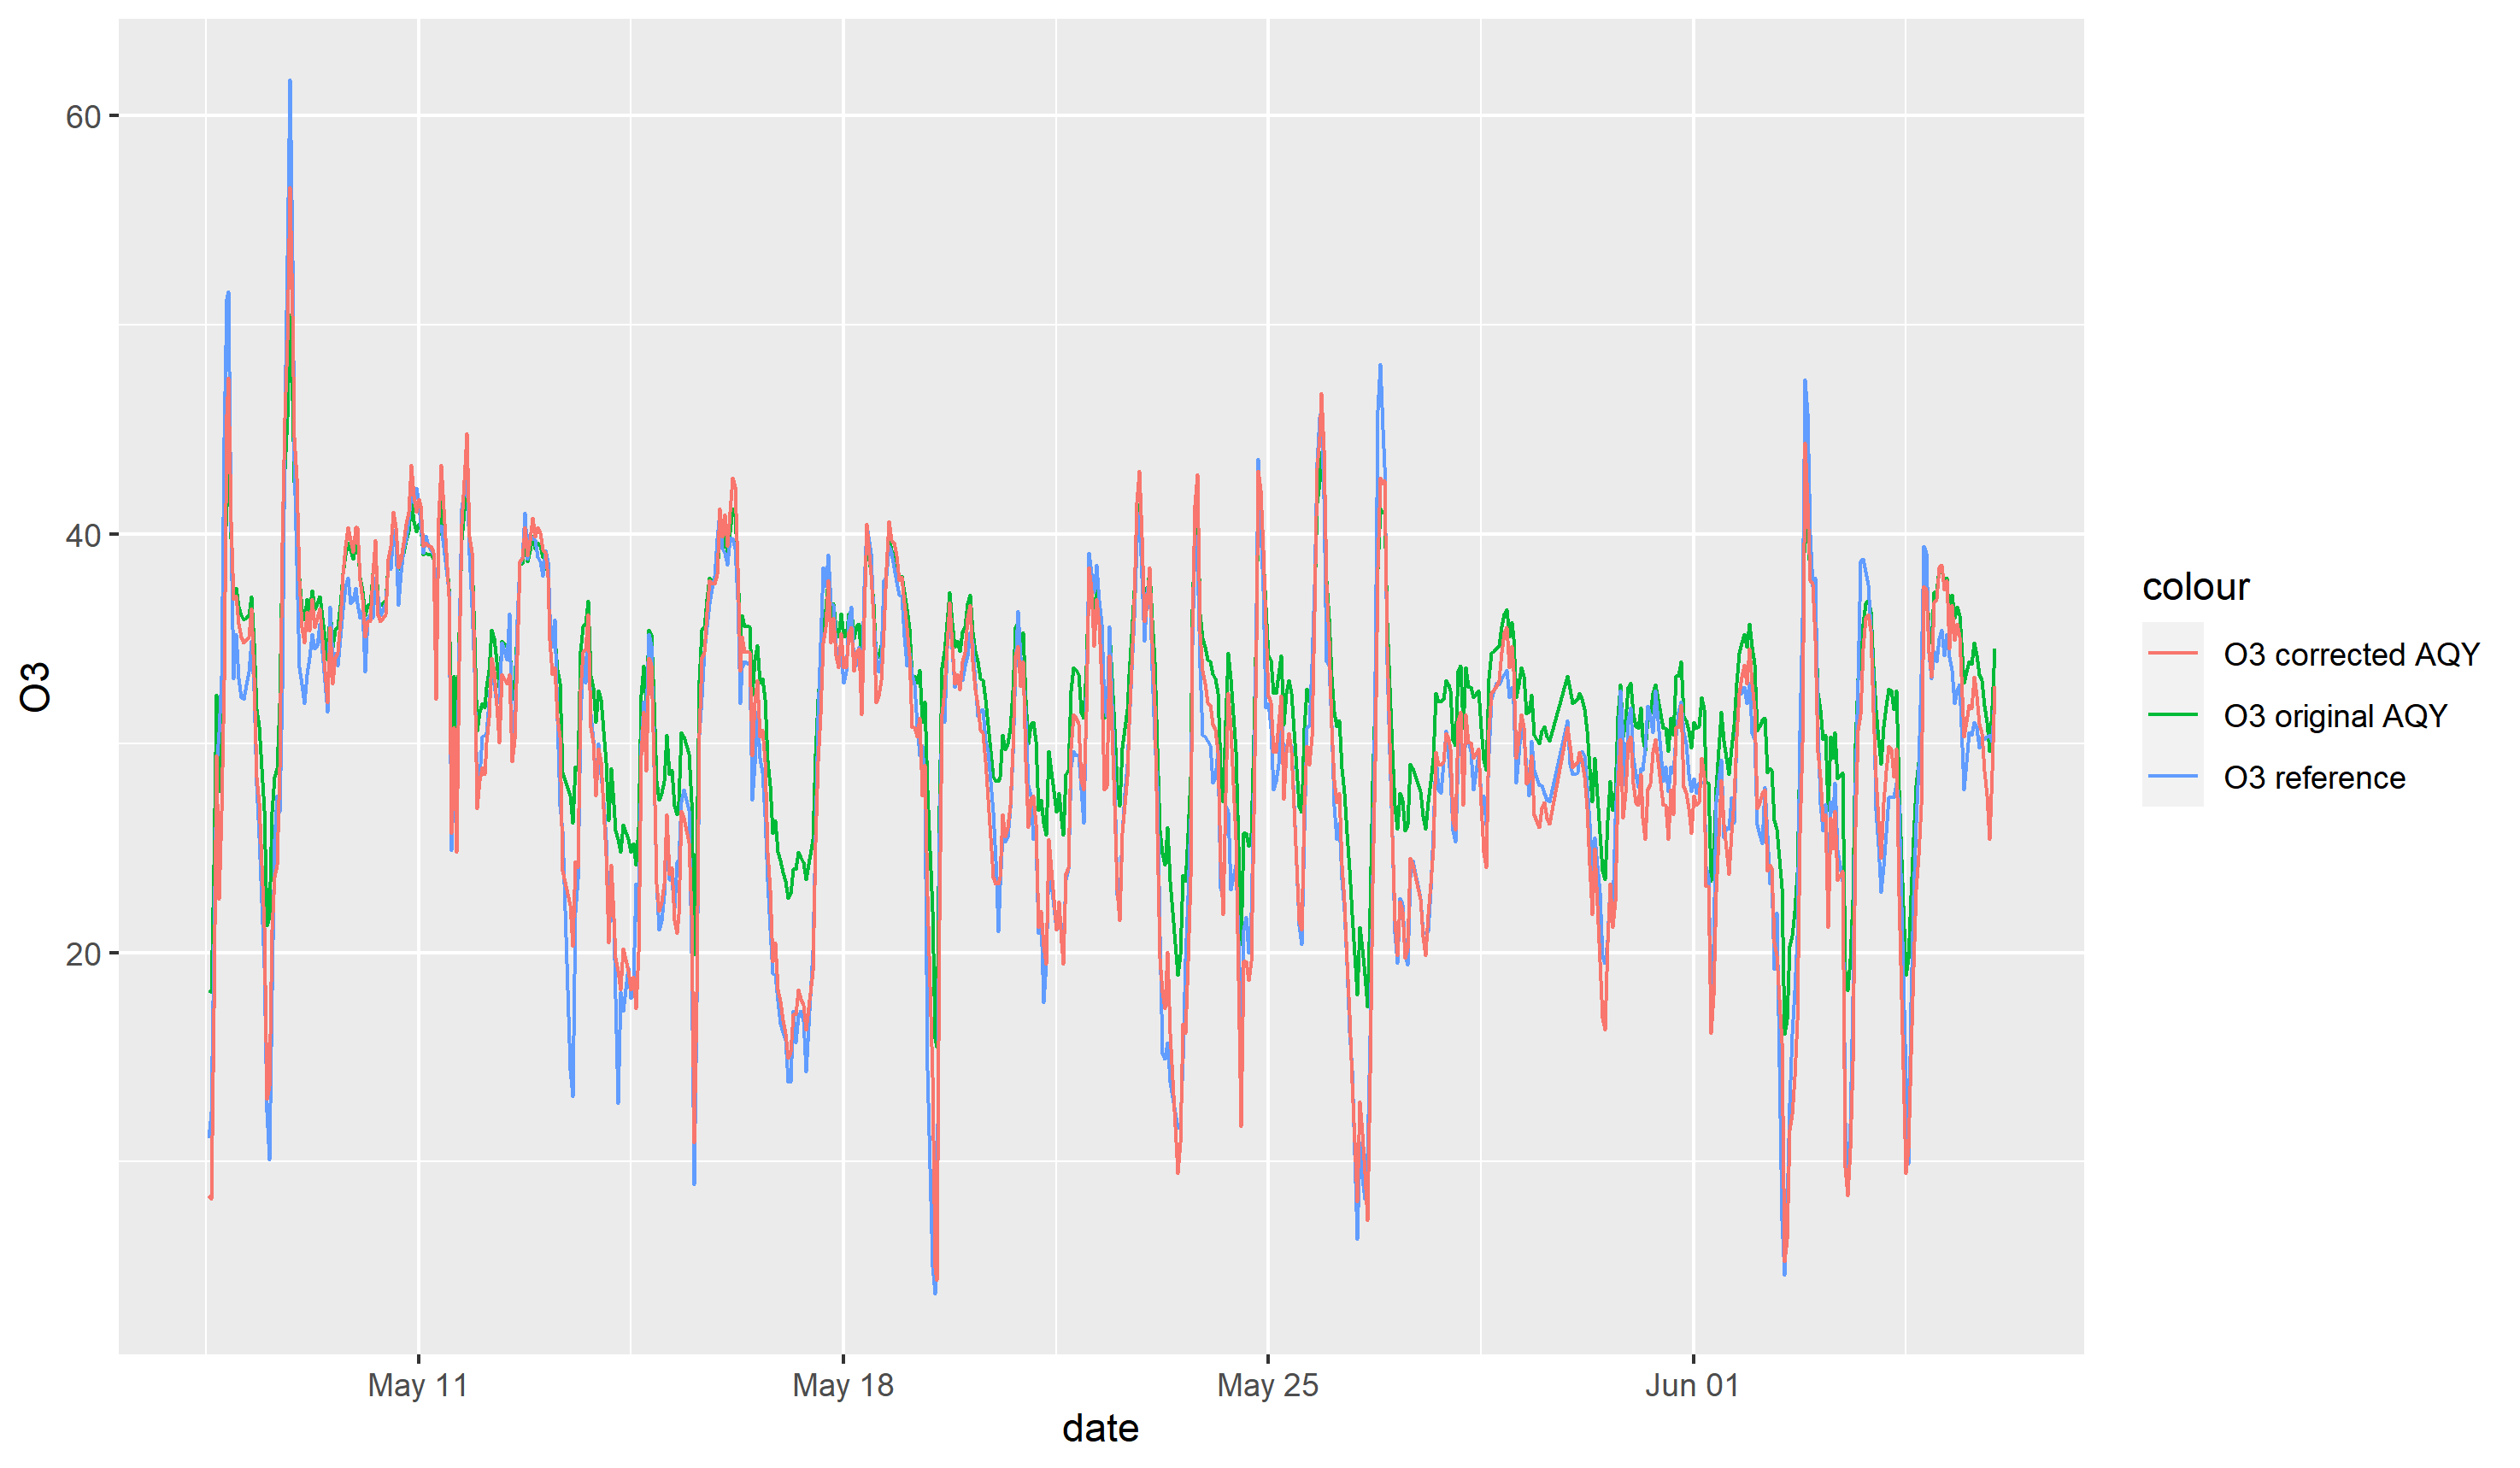 60
40
20
O3
May 11
May 18
May 25
Jun 01
date
colour
O3 corrected AQY
O3 original AQY
O3 reference